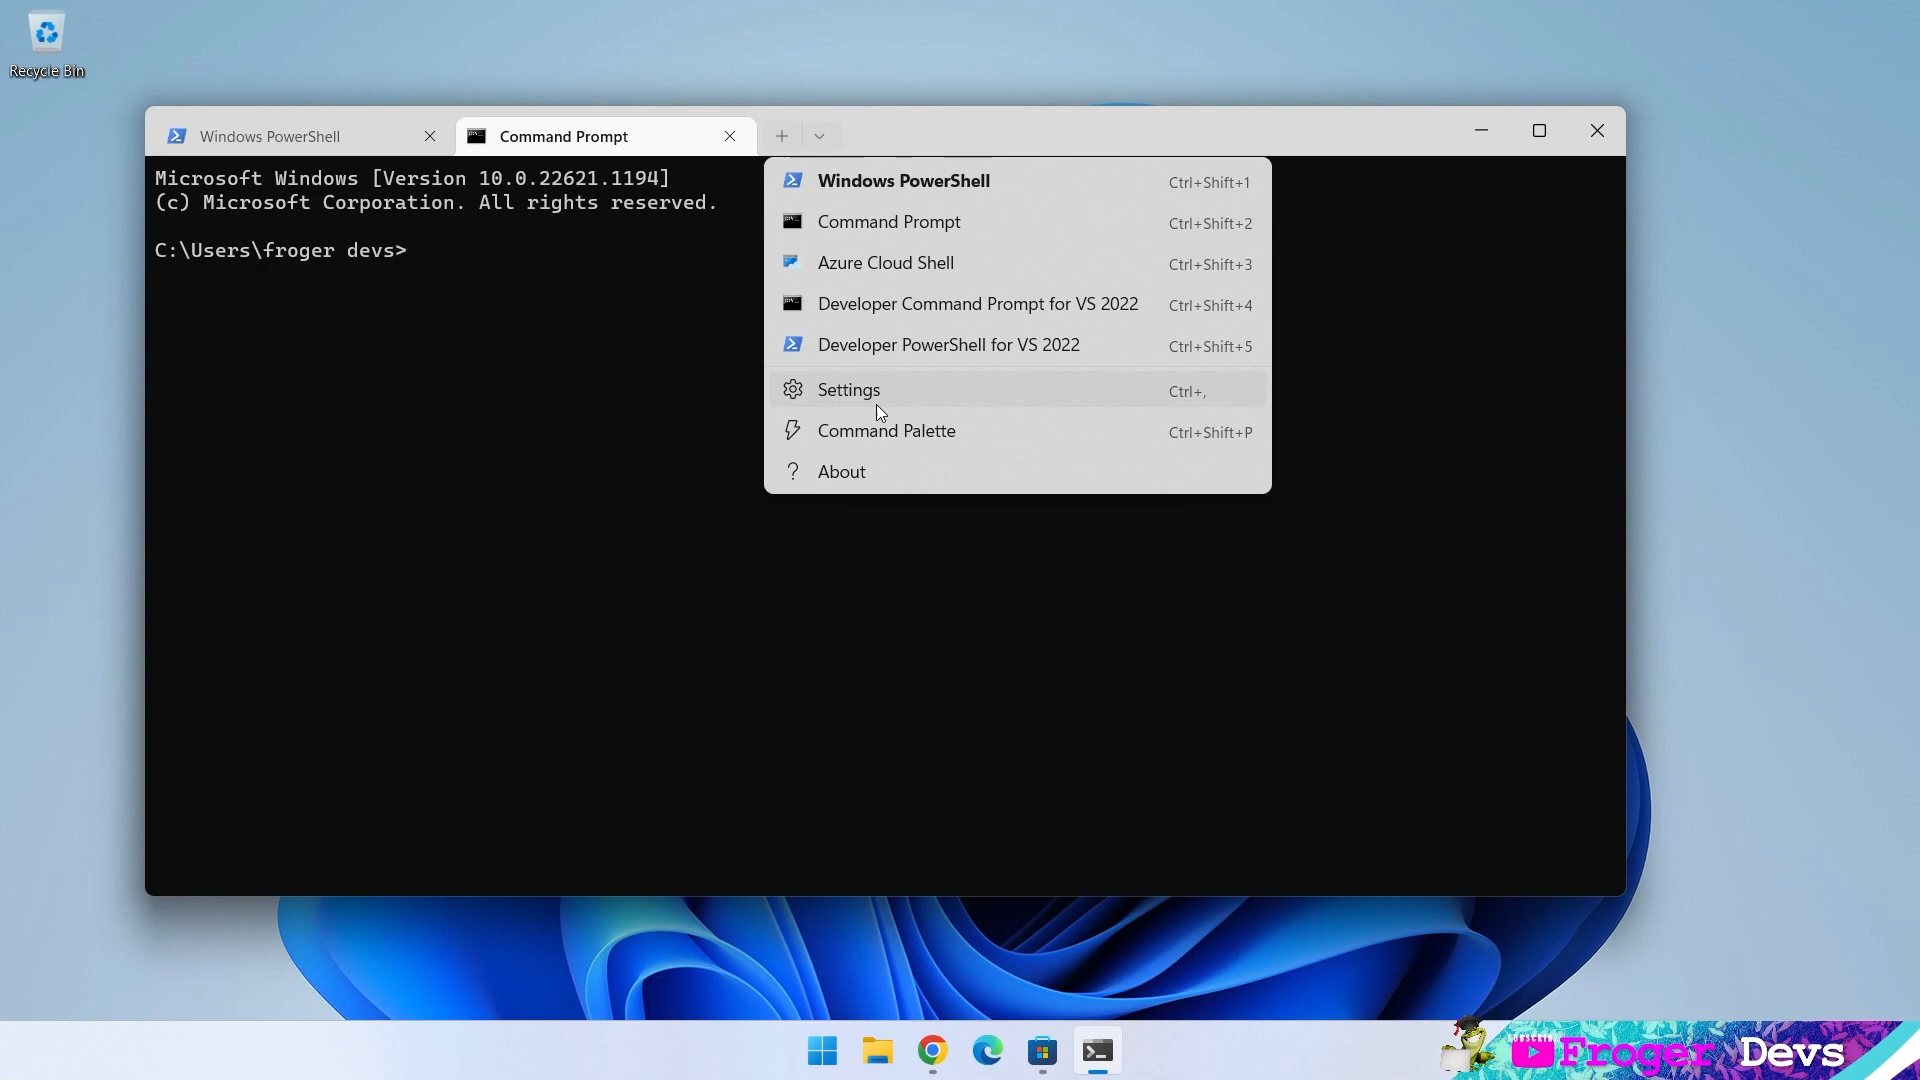 Recycle Bin
Windows PowerShell
Command Prompt
Microsoft Windows [Version 10.0.22621.1194]
(c) Microsoft Corporation. All rights reserved.
C:\Users\froger devs>
Windows PowerShell Ctrl+Shift+1
Command Prompt Ctrl+Shift+2
Azure Cloud Shell Ctrl+Shift+3
Developer Command Prompt for VS 2022 Ctrl+Shift+4
Developer PowerShell for VS 2022 Ctrl+Shift+5
Settings Ctrl+,
Command Palette Ctrl+Shift+P
? About
SUBSCRIBE
Froger Devs